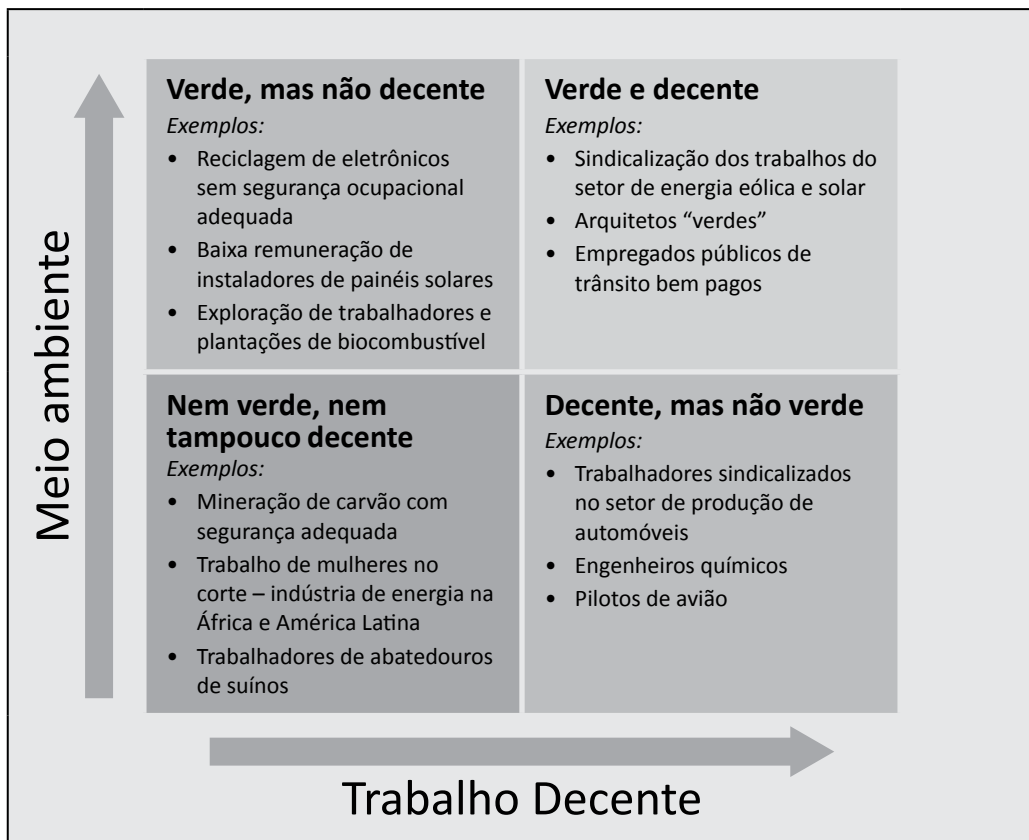 Meio ambiente
Verde, mas não decente
Exemplos:
• Reciclagem de eletrônicos
sem segurança ocupacional
adequada
• Baixa remuneração de
instaladores de painéis solares
• Exploração de trabalhadores e
plantações de biocombustível
Verde e decente
Exemplos:
• Sindicalização dos trabalhos do
setor de energia eólica e solar
• Arquitetos “verdes”
• Empregados públicos de
trânsito bem pagos
Nem verde, nem
tampouco decente
Exemplos:
• Mineração de carvão com
segurança adequada
• Trabalho de mulheres no
corte – indústria de energia na
África e América Latina
• Trabalhadores de abatedouros
de suínos
Decente, mas não verde
Exemplos:
• Trabalhadores sindicalizados
no setor de produção de
automóveis
• Engenheiros químicos
• Pilotos de avião
Trabalho Decente